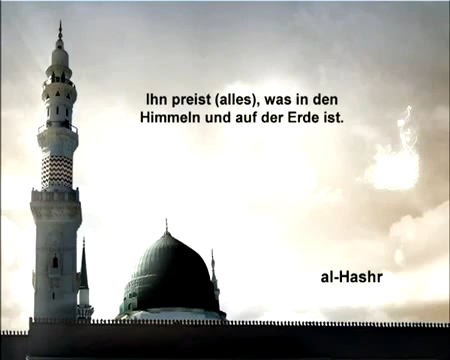 Ihn preist (alles), was in den
Himmeln und auf der Erde ist.
al-Hashr